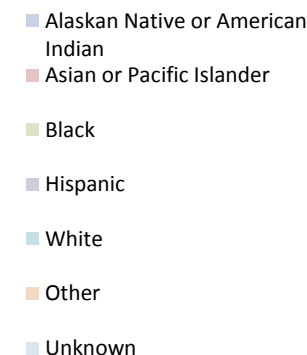 Alaskan Native or American
Indian
Asian or Pacific Islander
Black
Hispanic
White
Other
Unknown